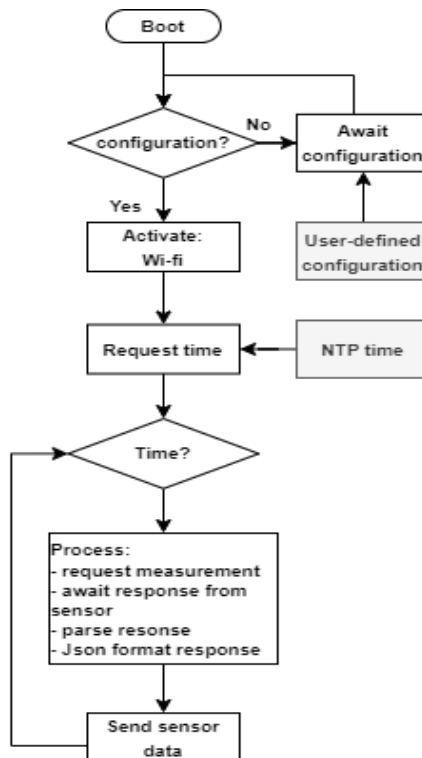 Boot
configuration?
No
Await
configuration
Yes
Activate:
Wi-fi
User-defined
configuration
Request time
NTP time
Time?
Process:
- request measurement
- await response from
sensor
- parse resonse
- Json format response
Send sensor
data